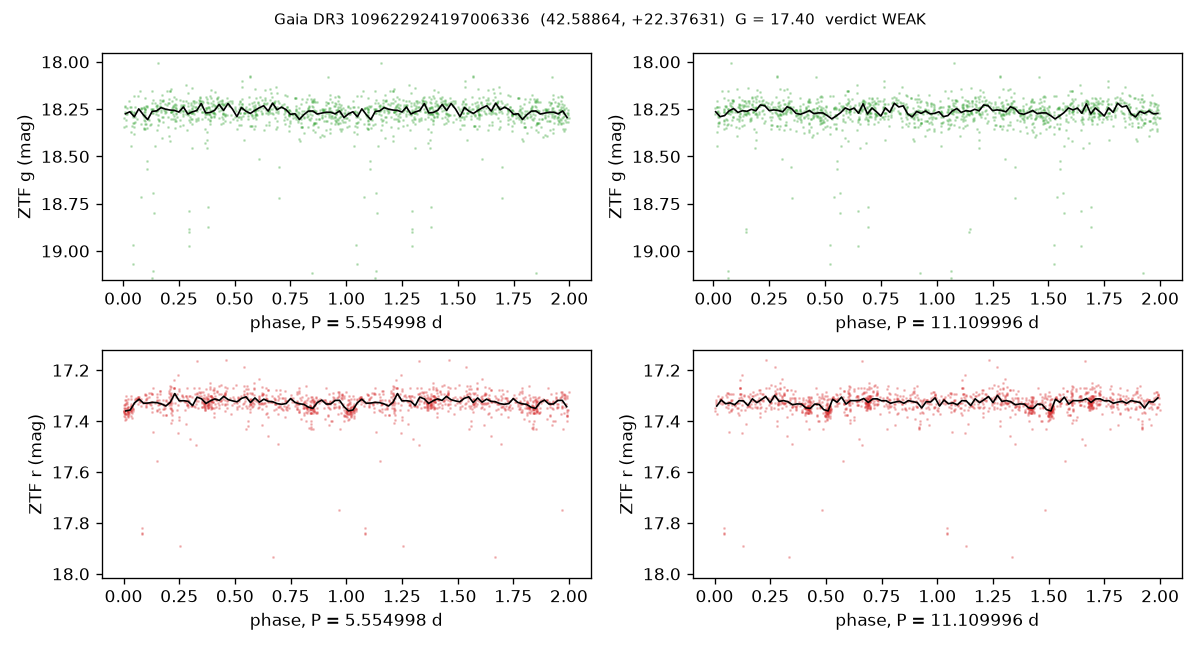 Gaia DR3 109622924197006336  (42.58864, +22.37631)  G = 17.40  verdict WEAK
ZTF g (mag)
18.00
18.25
18.50
18.75
19.00
0.00 0.25 0.50 0.75 1.00 1.25 1.50 1.75 2.00
phase, P = 5.554998 d
ZTF g (mag)
18.00
18.25
18.50
18.75
19.00
0.00 0.25 0.50 0.75 1.00 1.25 1.50 1.75 2.00
phase, P = 11.109996 d
ZTF r (mag)
17.2
17.4
17.6
17.8
18.0
0.00 0.25 0.50 0.75 1.00 1.25 1.50 1.75 2.00
phase, P = 5.554998 d
ZTF r (mag)
17.2
17.4
17.6
17.8
18.0
0.00 0.25 0.50 0.75 1.00 1.25 1.50 1.75 2.00
phase, P = 11.109996 d